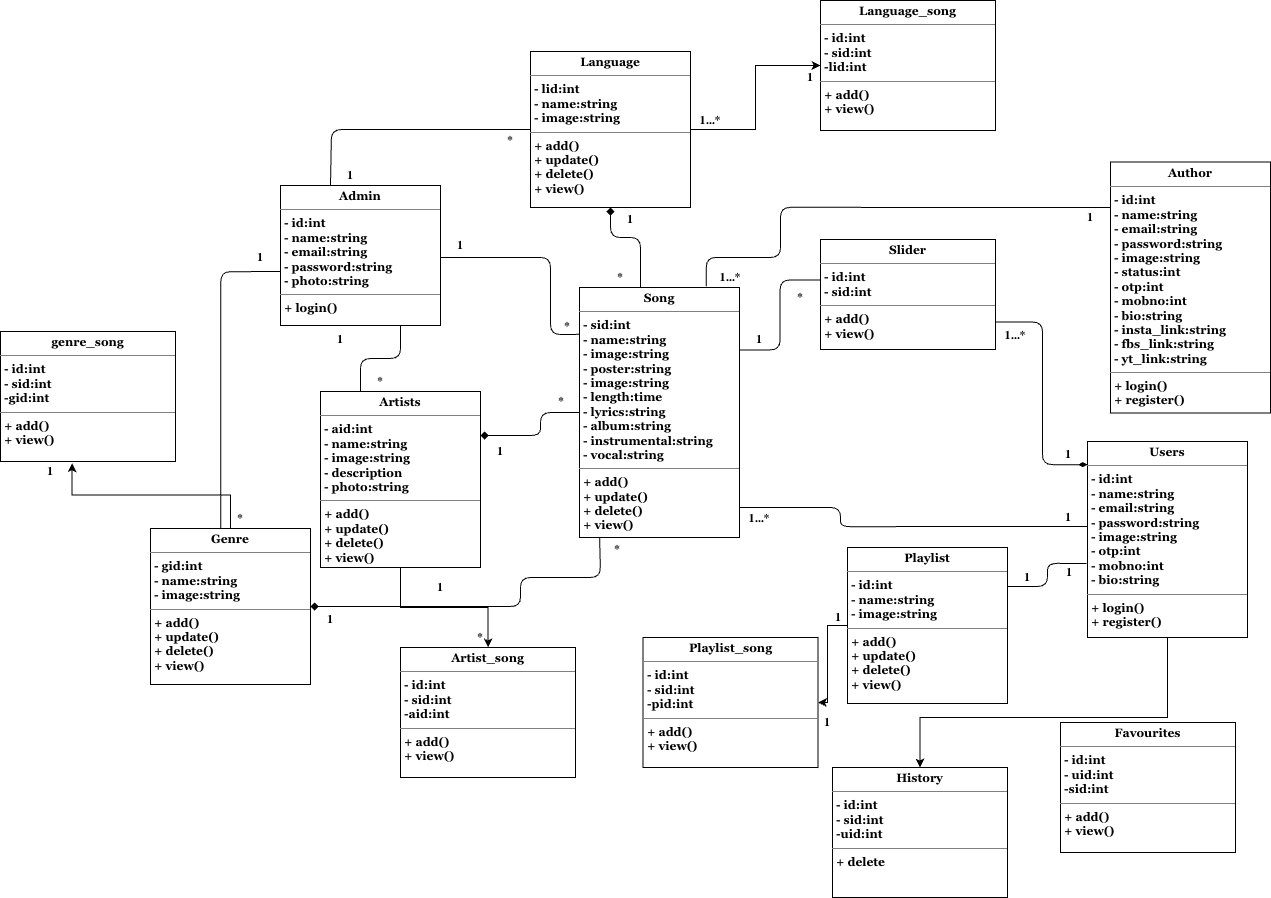 Language_song
- id:int
- sid:int
-lid:int
+ add()
+ view()
1
Language
- lid:int
- name:string
- image:string
+ add()
+ update()
+ delete()
+ view()
1...*
*
1
1
*
Admin
- id:int
- name:string
- email:string
- password:string
- photo:string
+ login()
1
1
1
*
*
Author
- id:int
- name:string
- email:string
- password:string
- image:string
- status:int
- otp:int
- mobno:int
- bio:string
- insta_link:string
- fbs_link:string
- yt_link:string
+ login()
+ register()
1
1...*
Slider
- id:int
- sid:int
+ add()
+ view()
*
1
1...*
1
Song
- sid:int
- name:string
- image:string
- poster:string
- image:string
- length:time
- lyrics:string
- album:string
- instrumental:string
- vocal:string
+ add()
+ update()
+ delete()
+ view()
*
1...*
1
*
genre_song
- id:int
- sid:int
-gid:int
+ add()
+ view()
1
*
Artists
- aid:int
- name:string
- image:string
- description
- photo:string
+ add()
+ update()
+ delete()
+ view()
1
1
*
Users
- id:int
- name:string
- email:string
- password:string
- image:string
- otp:int
- mobno:int
- bio:string
+ login()
+ register()
1
Genre
- gid:int
- name:string
- image:string
+ add()
+ update()
+ delete()
+ view()
1
Playlist
- id:int
- name:string
- image:string
+ add()
+ update()
+ delete()
+ view()
1
1
1
Playlist_song
- id:int
- sid:int
-pid:int
+ add()
+ view()
Artist_song
- id:int
- sid:int
-aid:int
+ add()
+ view()
History
- id:int
- sid:int
-uid:int
+ delete
Favourites
- id:int
- uid:int
-sid:int
+ add()
+ view()